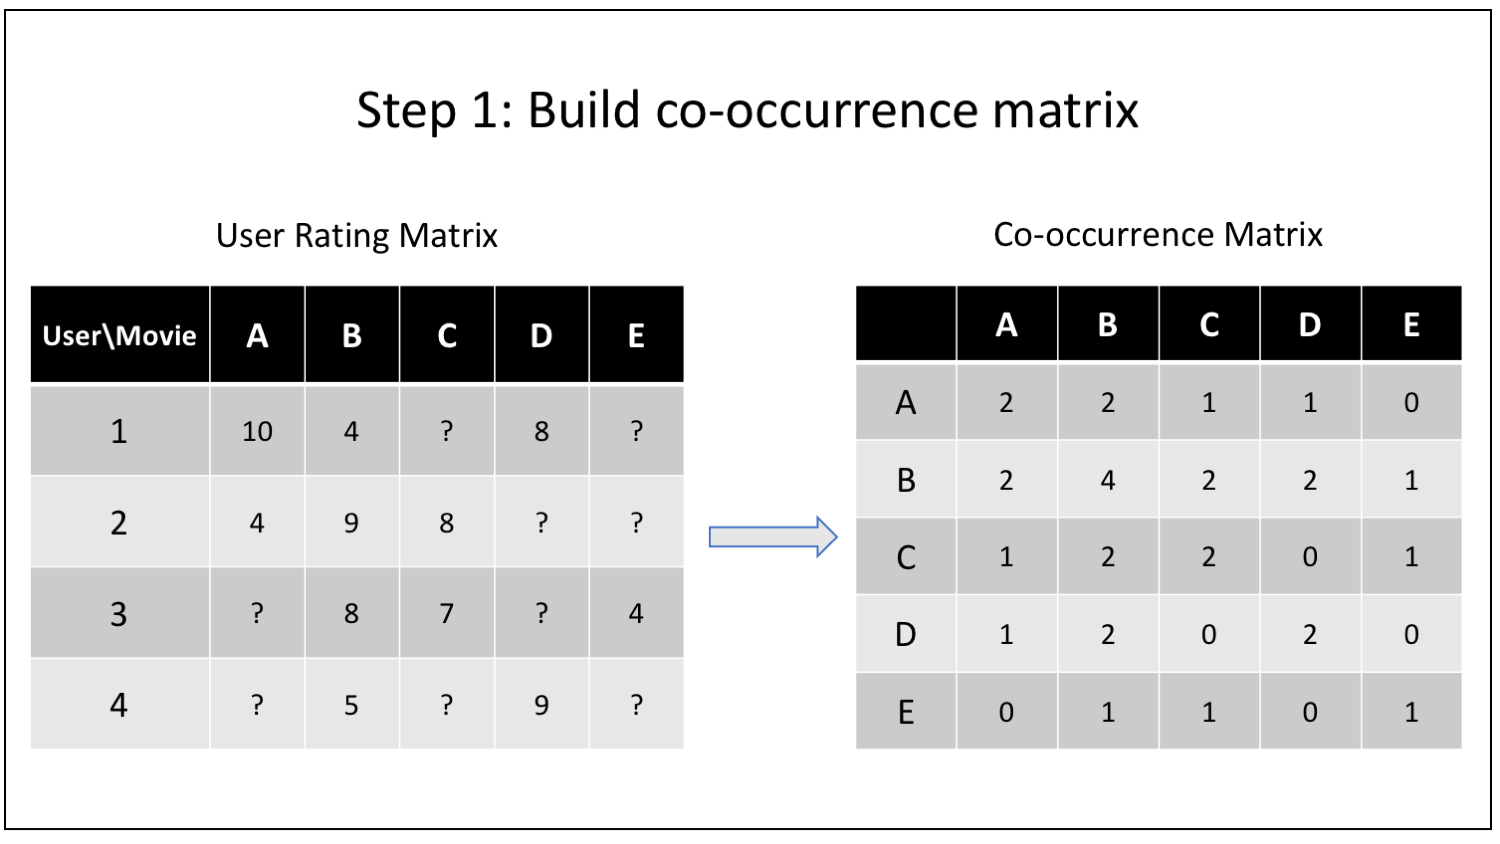 Step 1: Build co-occurrence matrix
User Rating Matrix
User\Movie A B C D E
1 10 4 ? 8 ?
2 4 9 8 ? ?
3 ? 8 7 ? 4
4 ? 5 ? 9 ?
Co-occurrence Matrix
A B C D E
A 2 2 1 1 0
B 2 4 2 2 1
C 1 2 2 0 1
D 1 2 0 2 0
E 0 1 1 0 1